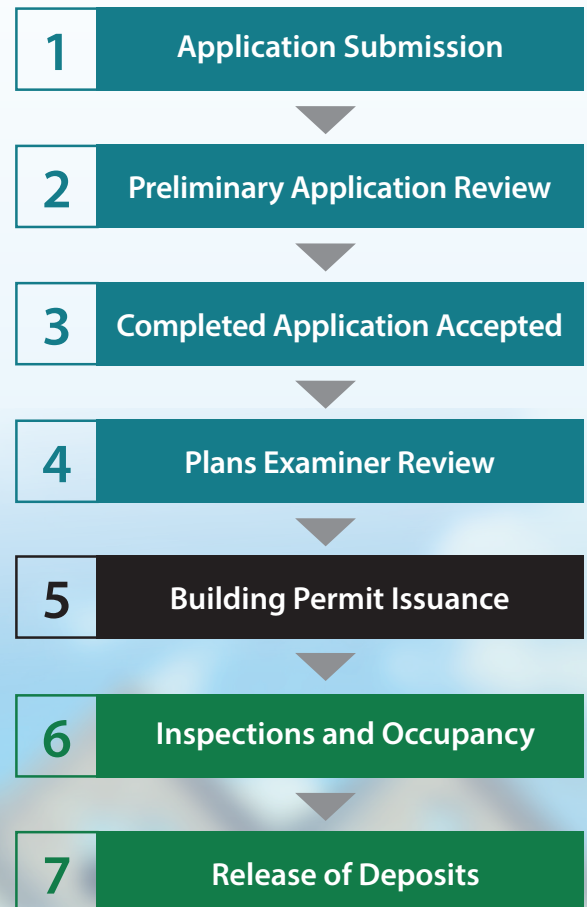 1 Application Submission
2 Preliminary Application Review
3 Completed Application Accepted
4 Plans Examiner Review
5 Building Permit Issuance
6 Inspections and Occupancy
7 Release of Deposits